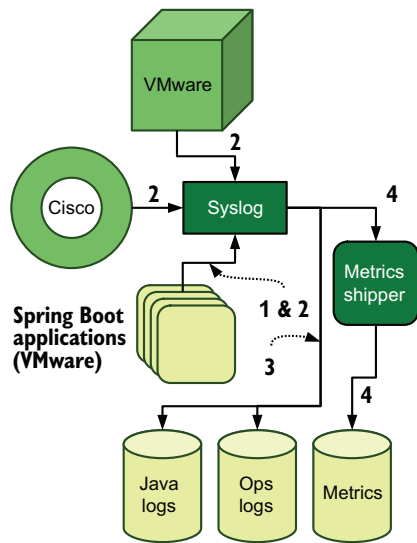 VMware
2
Cisco
2
Syslog
4
Metrics
shipper
Spring Boot
applications
(VMware)
1 & 2
3
4
Java
logs
Ops
logs
Metrics